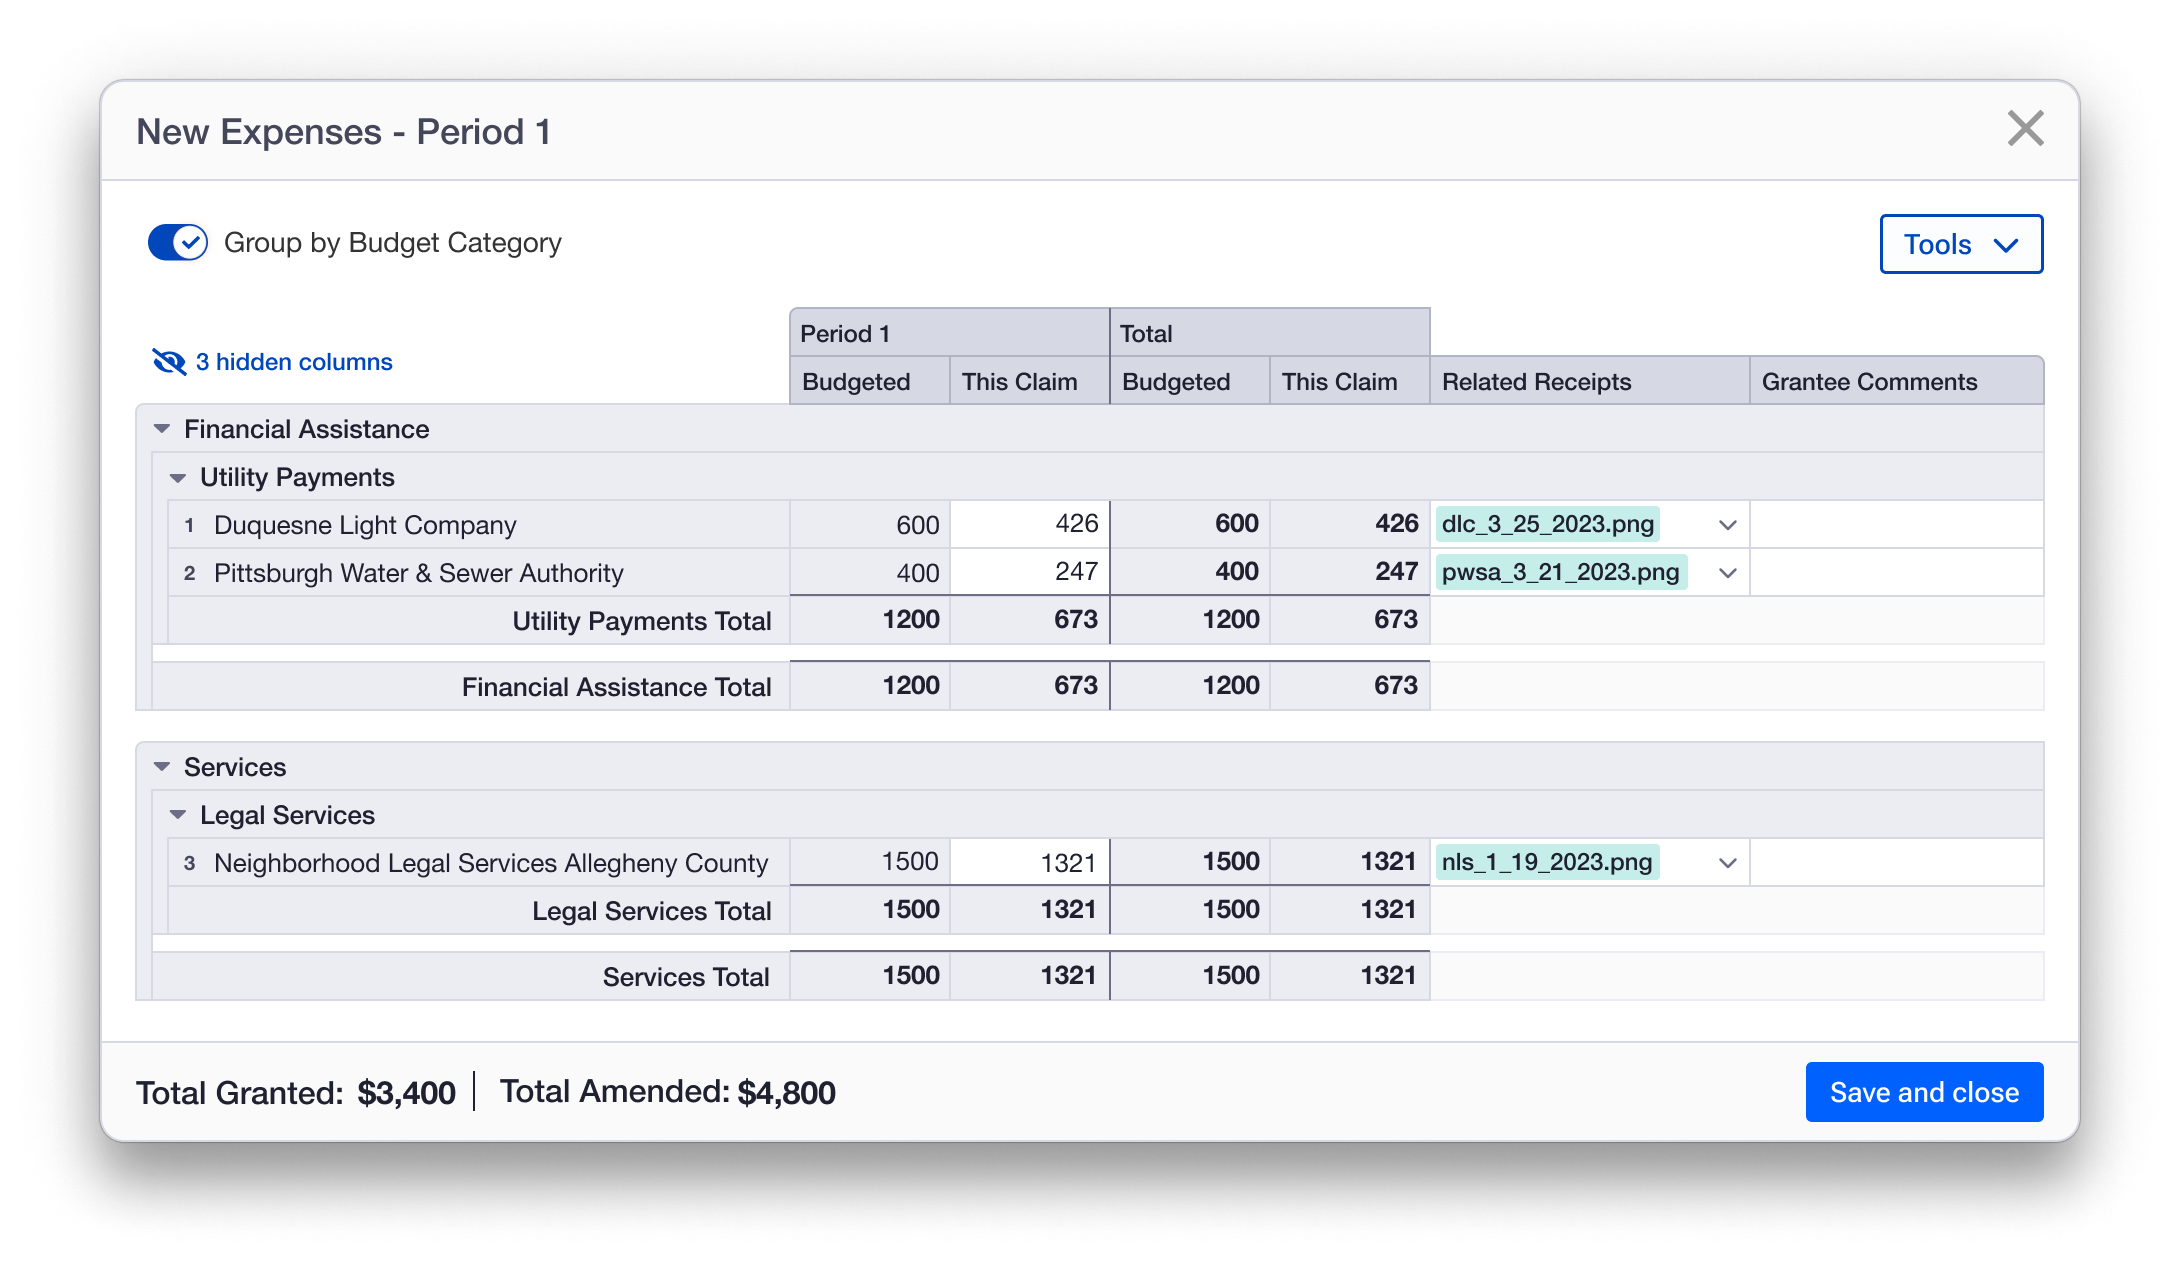 New Expenses - Period 1
Group by Budget Category
Tools
3 hidden columns
Period 1 Total
Budgeted This Claim Budgeted This Claim Related Receipts Grantee Comments
Financial Assistance
Utility Payments
1 Duquesne Light Company 600 426 600 426 dlc_3_25_2023.png
2 Pittsburgh Water & Sewer Authority 400 247 400 247 pwsa_3_21_2023.png
Utility Payments Total 1200 673 1200 673
Financial Assistance Total 1200 673 1200 673
Services
Legal Services
3 Neighborhood Legal Services Allegheny County 1500 1321 1500 1321 nls_1_19_2023.png
Legal Services Total 1500 1321 1500 1321
Services Total 1500 1321 1500 1321
Total Granted: $3,400 Total Amended: $4,800
Save and close